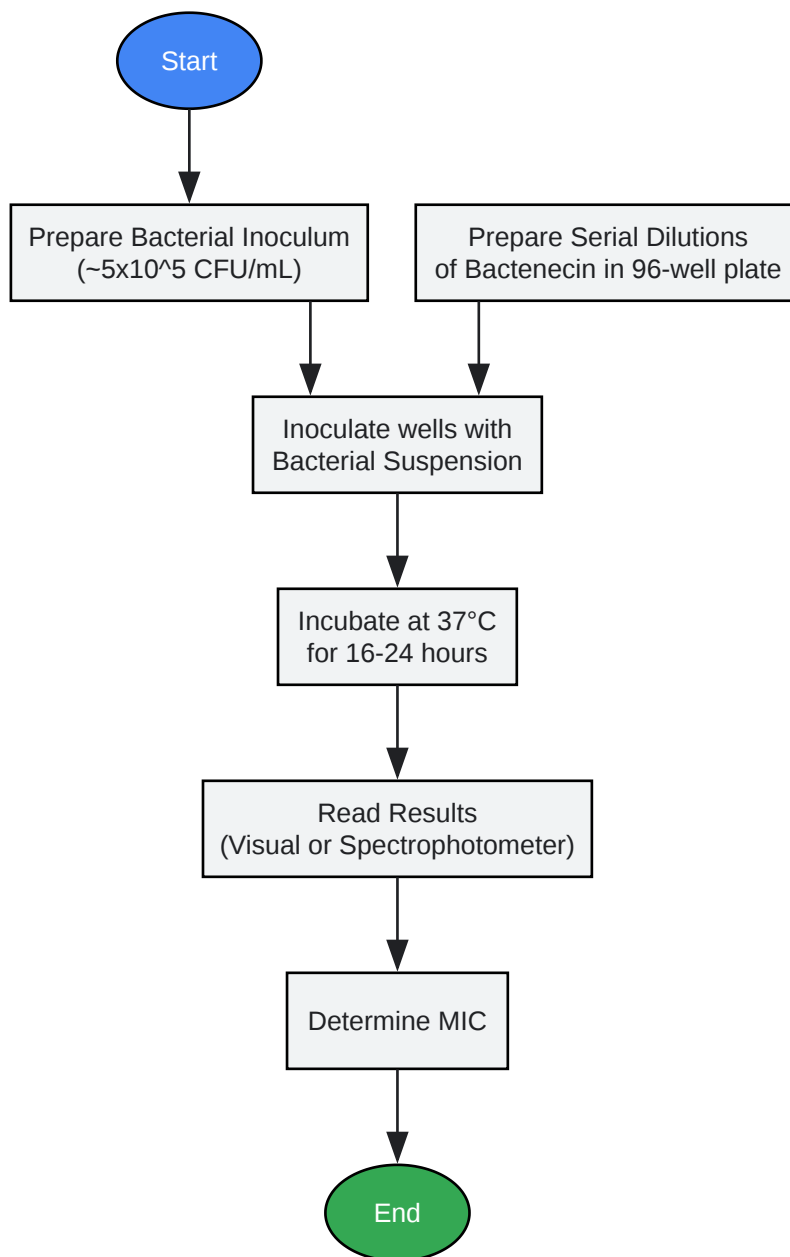 Start
Prepare Bacterial Inoculum
(~5x10^5 CFU/mL)
Prepare Serial Dilutions
of Bactenecin in 96-well plate
Inoculate wells with
Bacterial Suspension
Incubate at 37°C
for 16-24 hours
Read Results
(Visual or Spectrophotometer)
Determine MIC
End